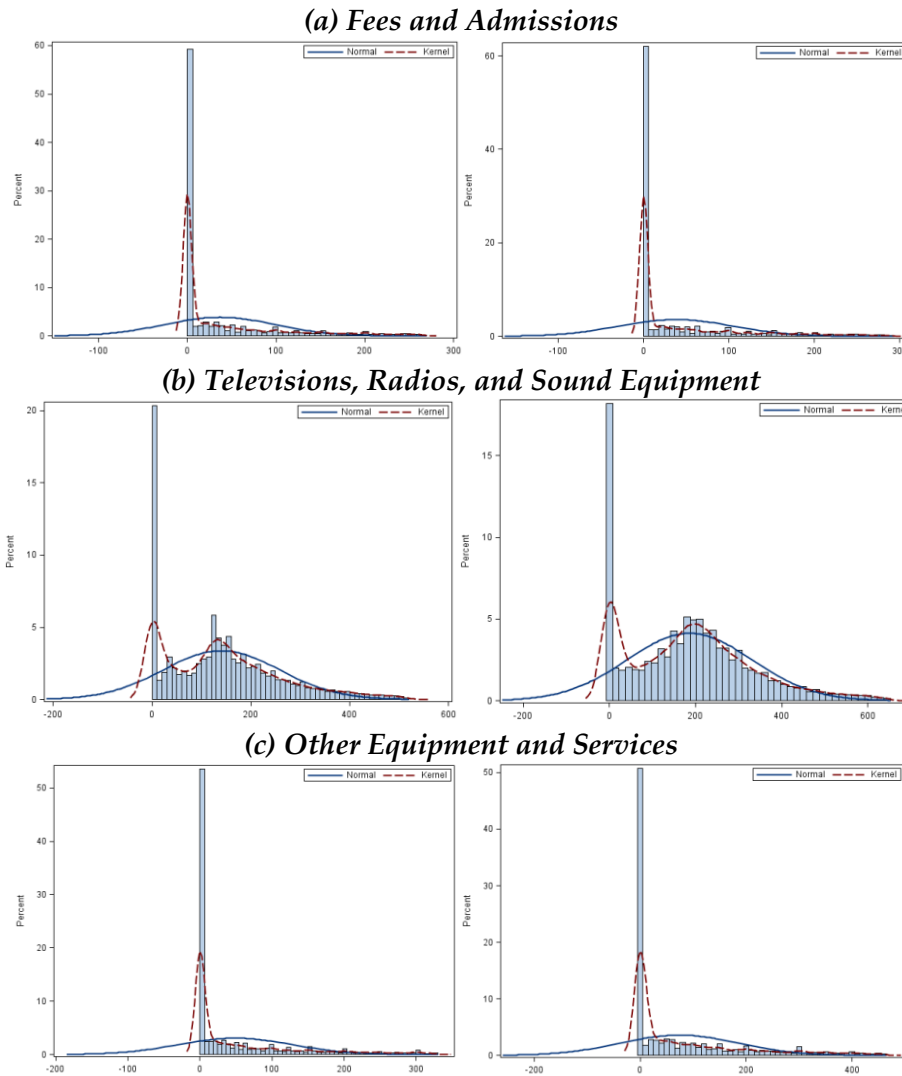 (a) Fees and Admissions
Normal Kernel
60
50
40
30
20
10
0
Percent
-100 0 100 200 300
Normal Kernel
60
40
20
0
Percent
-100 0 100 200 300
(b) Televisions, Radios, and Sound Equipment
Normal Kernel
20
15
10
5
0
Percent
-200 0 200 400 600
Normal Kerne
15
10
5
0
Percent
-200 0 200 400 600
(c) Other Equipment and Services
Normal Kernel
50
40
30
20
10
0
Percent
-200 -100 0 100 200 300
Normal Kernel
50
40
30
20
10
0
Percent
-200 0 200 400